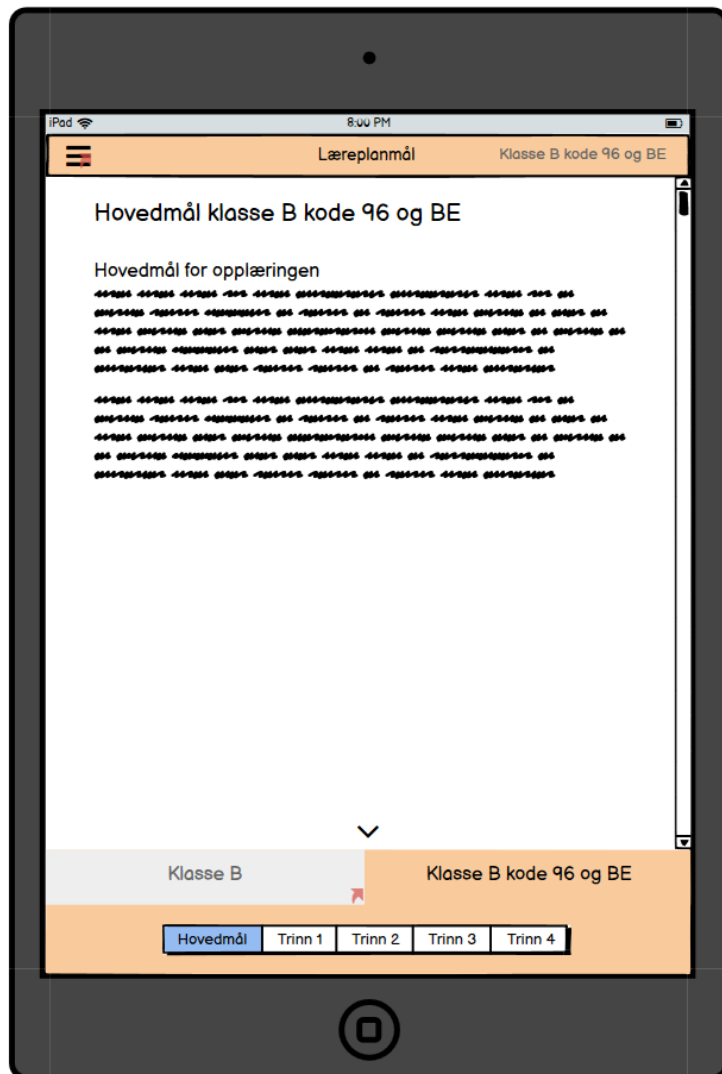 iPad
8:00 PM
Læreplanmål
Klasse B kode 96 og BE
Hovedmål klasse B kode 96 og BE
Hovedmål for opplæringen
Klasse B
Klasse B kode 96 og BE
Hovedmål
Trinn 1
Trinn 2
Trinn 3
Trinn 4